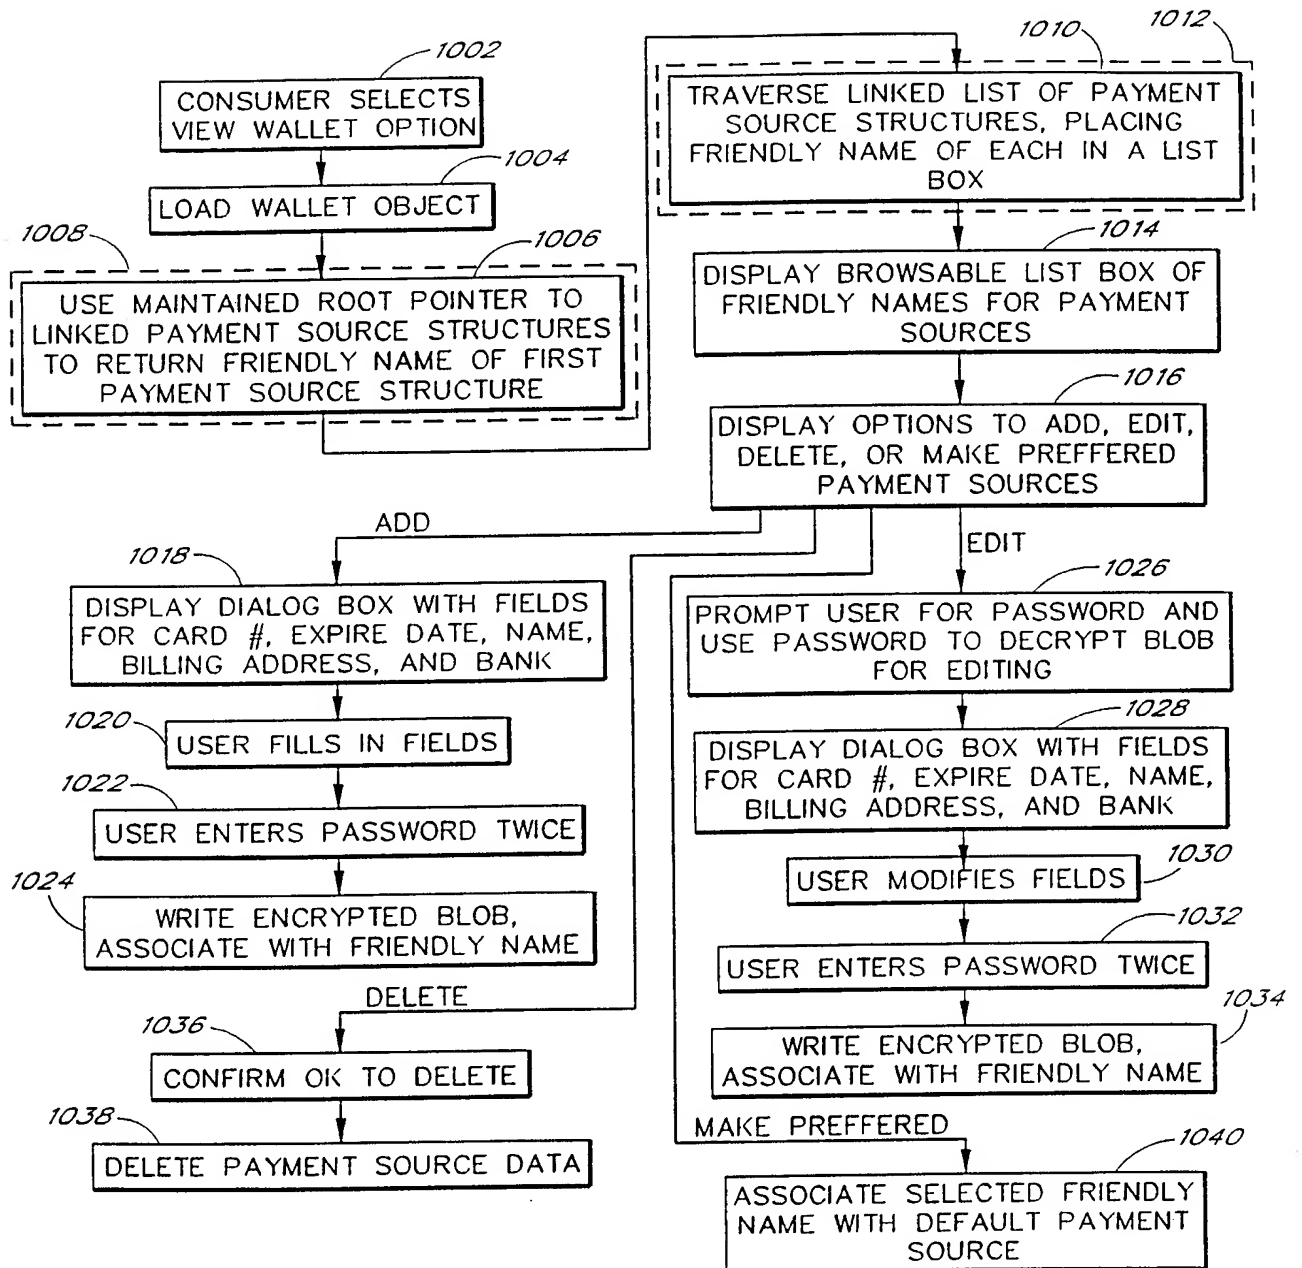 1002
CONSUMER SELECTS
VIEW WALLET OPTION
1004
LOAD WALLET OBJECT
1008
1006
USE MAINTAINED ROOT POINTER TO
LINKED PAYMENT SOURCE STRUCTURES
TO RETURN FRIENDLY NAME OF FIRST
PAYMENT SOURCE STRUCTURE
1010
1012
TRAVERSE LINKED LIST OF PAYMENT
SOURCE STRUCTURES, PLACING
FRIENDLY NAME OF EACH IN A LIST
BOX
1014
DISPLAY BROWSABLE LIST BOX OF
FRIENDLY NAMES FOR PAYMENT
SOURCES
1016
DISPLAY OPTIONS TO ADD, EDIT,
DELETE, OR MAKE PREFFERED
PAYMENT SOURCES
ADD
1018
DISPLAY DIALOG BOX WITH FIELDS
FOR CARD #, EXPIRE DATE, NAME,
BILLING ADDRESS, AND BANK
1020
USER FILLS IN FIELDS
1022
USER ENTERS PASSWORD TWICE
1024
WRITE ENCRYPTED BLOB,
ASSOCIATE WITH FRIENDLY NAME
DELETE
1036
CONFIRM OK TO DELETE
1038
DELETE PAYMENT SOURCE DATA
EDIT
1026
PROMPT USER FOR PASSWORD AND
USE PASSWORD TO DECRYPT BLOB
FOR EDITING
1028
DISPLAY DIALOG BOX WITH FIELDS
FOR CARD #, EXPIRE DATE, NAME,
BILLING ADDRESS, AND BANK
1030
USER MODIFIES FIELDS
1032
USER ENTERS PASSWORD TWICE
1034
WRITE ENCRYPTED BLOB,
ASSOCIATE WITH FRIENDLY NAME
MAKE PREFFERED
1040
ASSOCIATE SELECTED FRIENDLY
NAME WITH DEFAULT PAYMENT
SOURCE